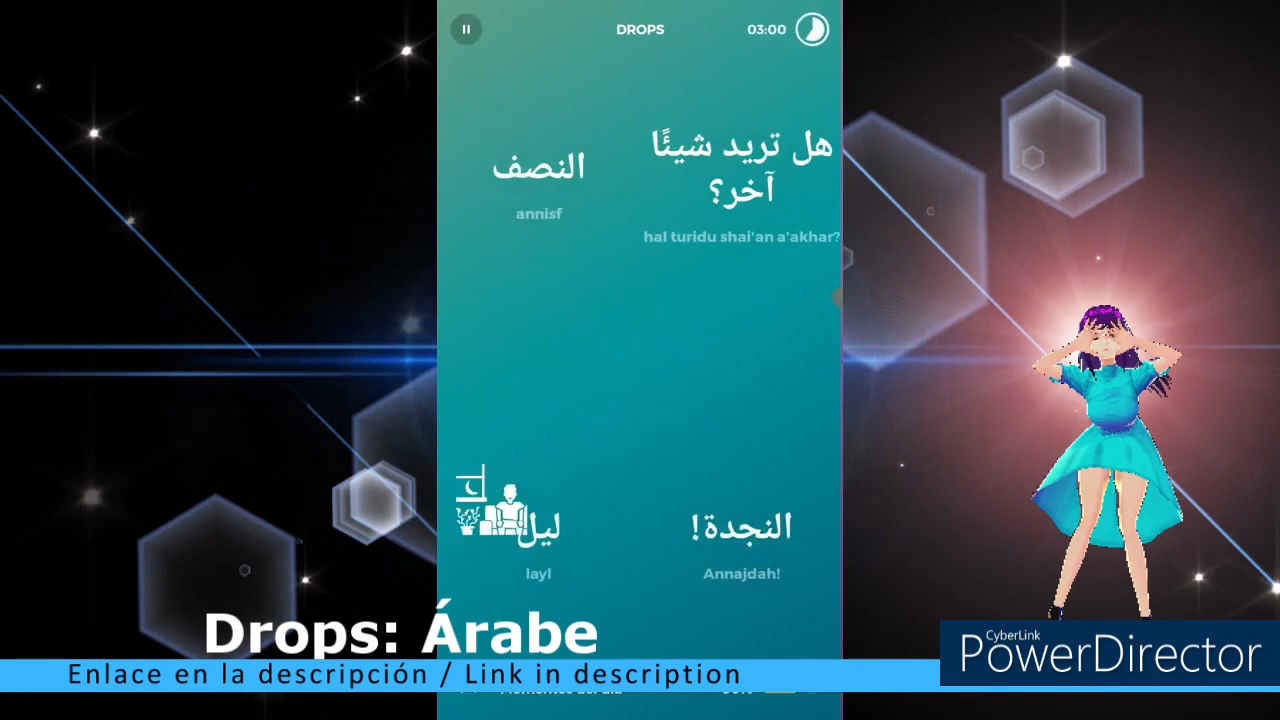 DROPS
03:00
النصف
annisf
هل تريد شيئًا
آخر؟
hal turidu shai'an a'akhar?
ليل
layl
النجدة!
Annajdah!
Drops: Árabe
Enlace en la descripción / Link in description
CyberLink
PowerDirector